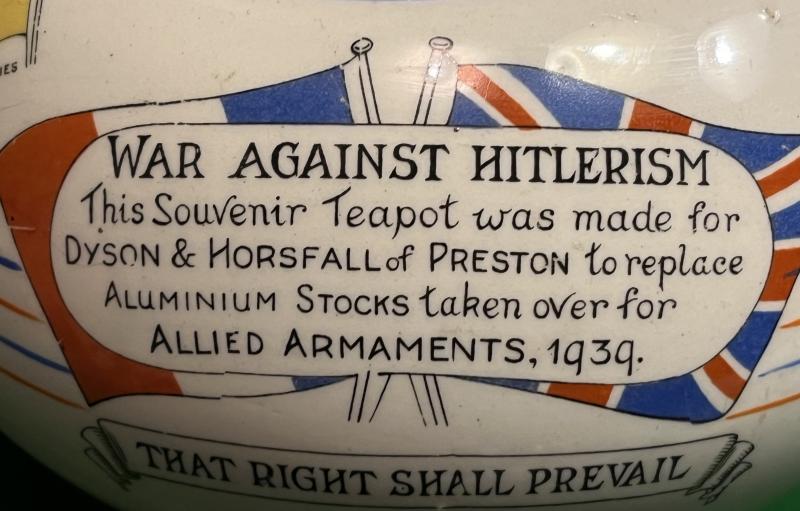 WAR AGAINST HITLERISM
This Souvenir Teapot was made for
DYSON & HORSFALL of PRESTON to replace
ALUMINIUM STOCKS taken over for
ALLIED ARMAMENTS, 1939.
THAT RIGHT SHALL PREVAIL